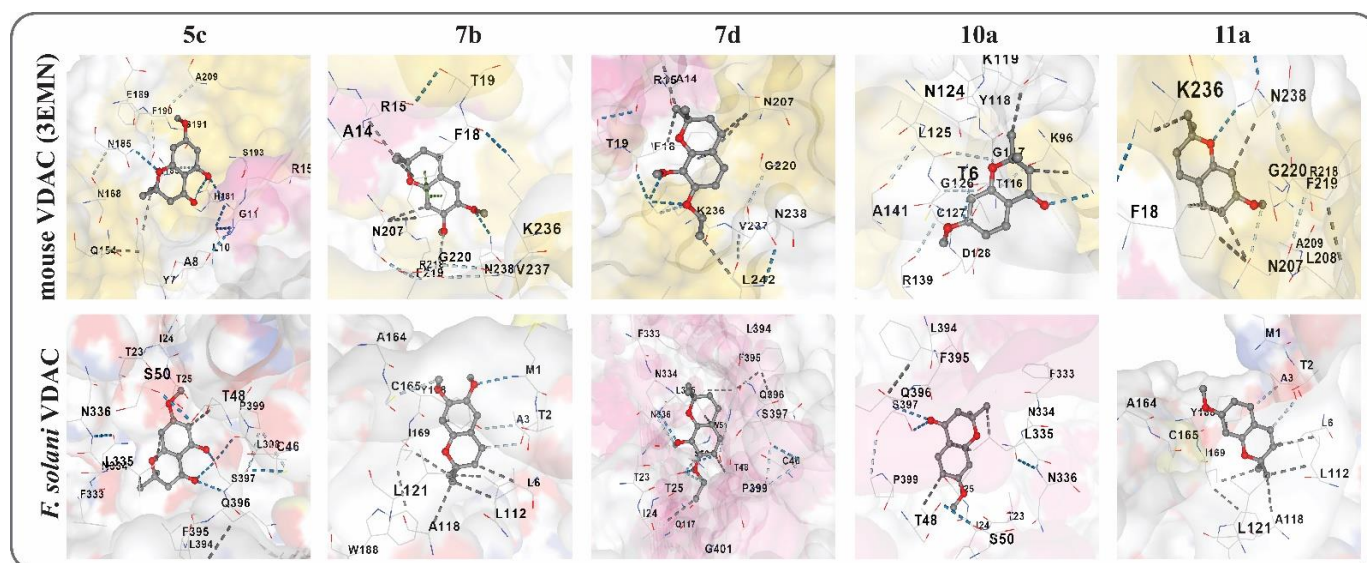 5c 7b 7d 10a 11a
mouse VDAC (3EMN)
A209
E189
F190
S191
N185
S193
R15
N168
H181
G11
L10
Q154
A8
Y7
T19
R15
A14
F18
N207
G220
K236
F219
N238
V237
R15
A14
N207
T19
F18
G220
K236
N238
V237
L242
K119
N124
Y118
L125
K96
T6
T116
G126
A141
C127
D128
R139
K236
N238
G220
R218
F219
F18
A209
L208
N207
F. solani VDAC
I24
T23
S50
T25
T48
N336
P399
C46
L335
S397
F333
Q396
F395
L394
A164
M1
C165
T2
A3
I169
L121
L6
L112
A118
W188
F333
L394
F395
N334
Q396
N336
S397
C46
T23
T48
T25
P399
I24
Q117
G401
L394
F395
F333
Q396
S397
N334
L335
P399
N336
T23
I24
T48
S50
M1
T2
A3
A164
C165
L6
I169
L112
L121
A118